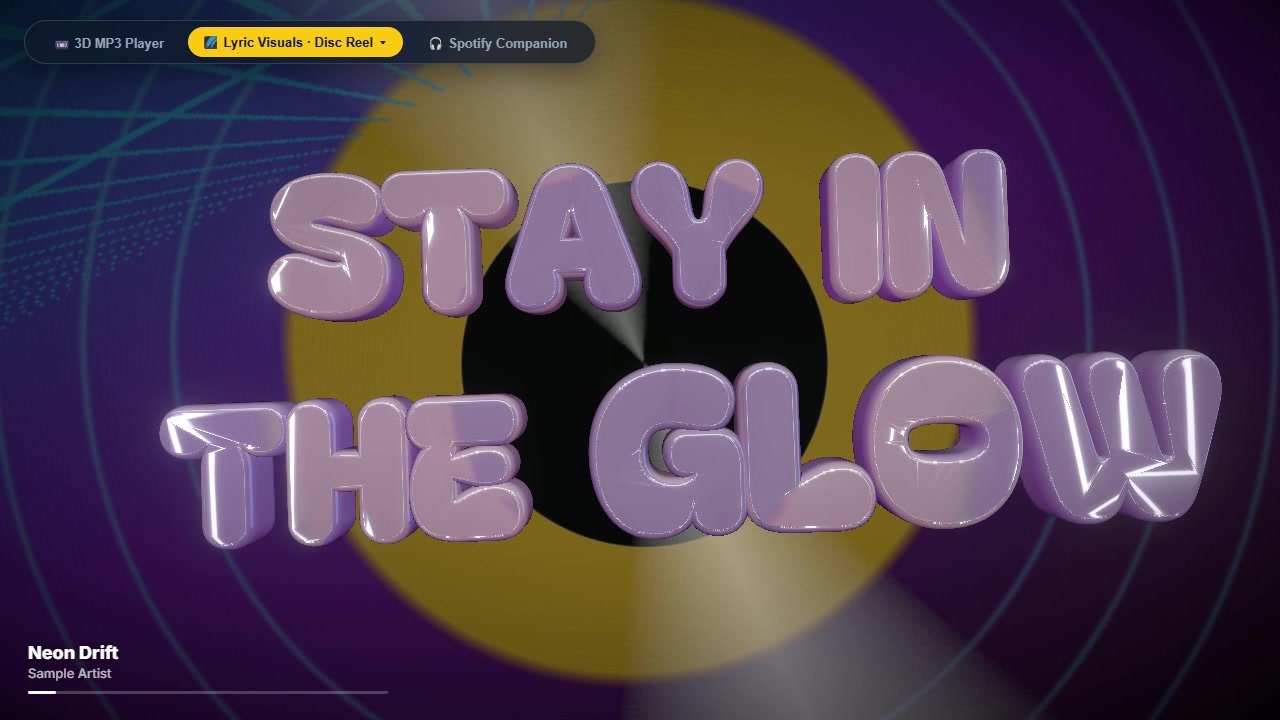 3D MP3 Player
Lyric Visuals · Disc Reel
Spotify Companion
STAY IN
THE GLOW
Neon Drift
Sample Artist